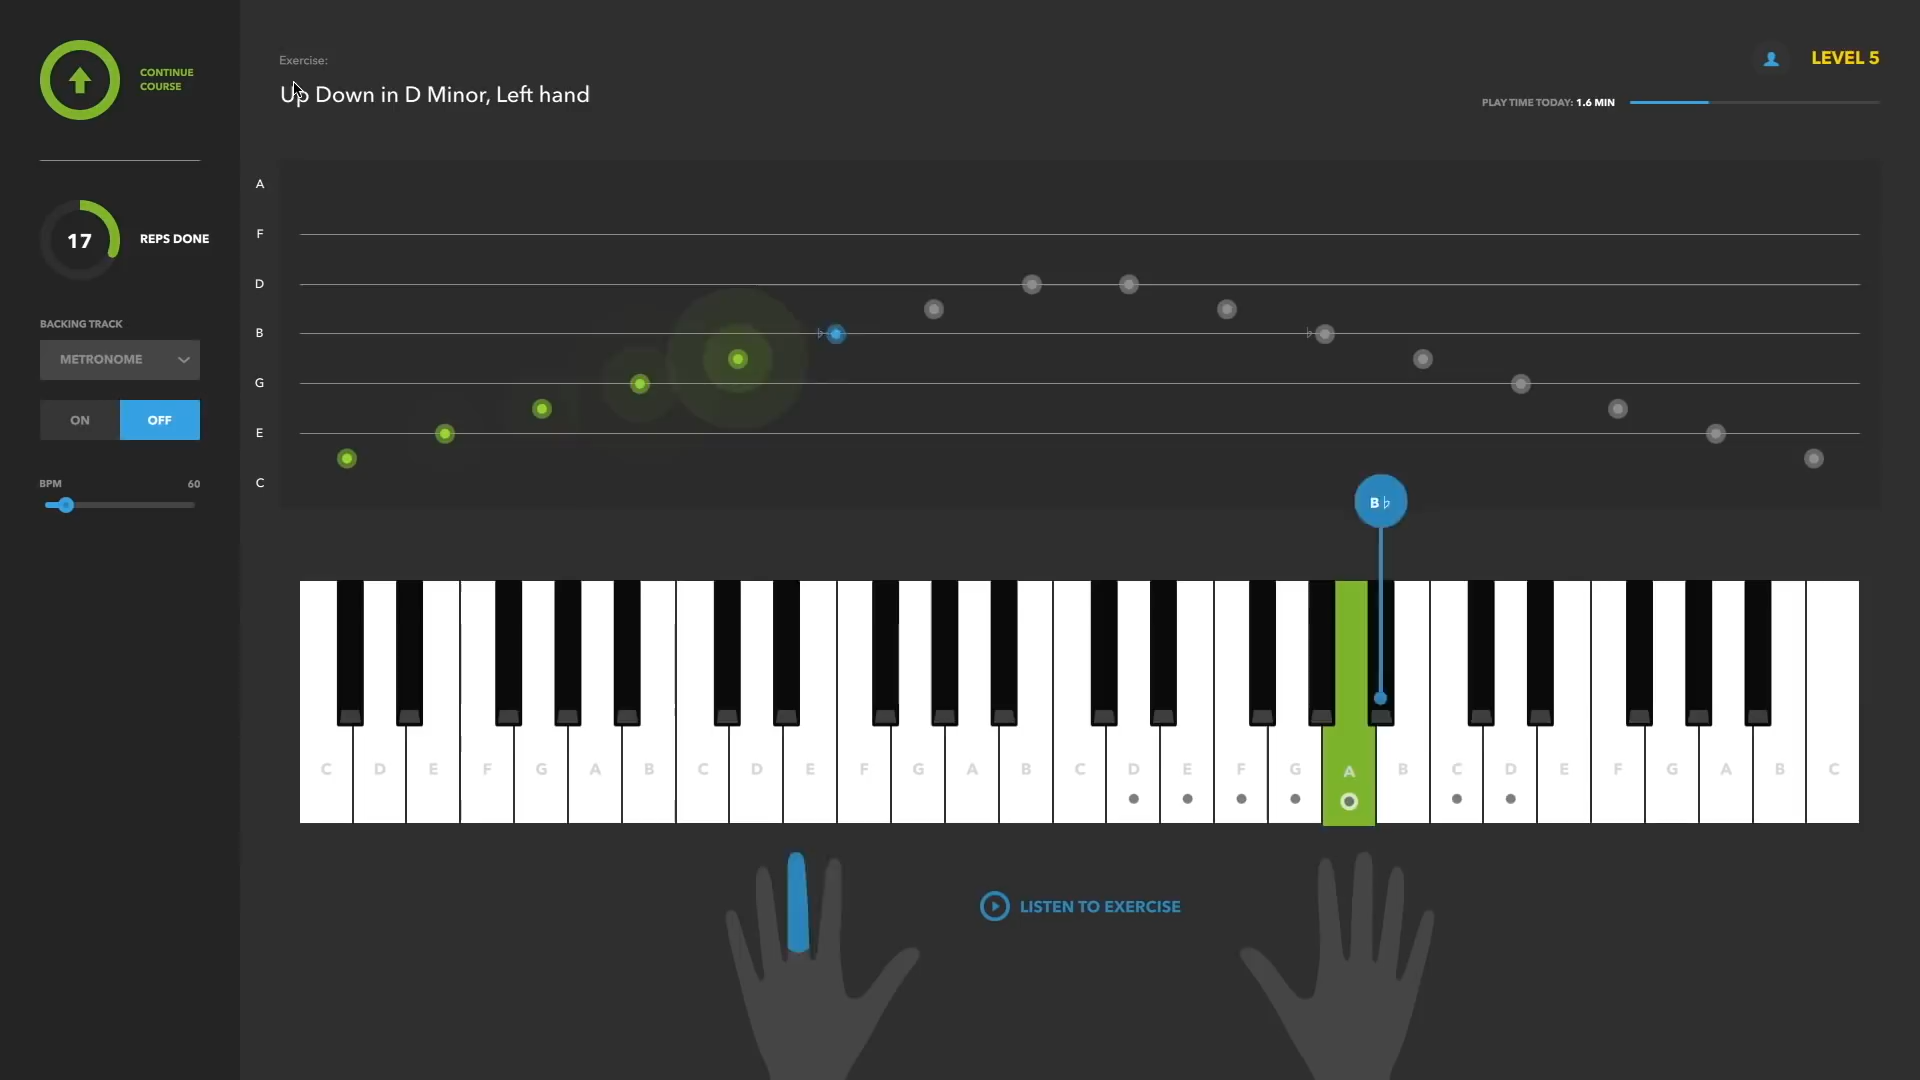 CONTINUE
COURSE
Exercise:
Up Down in D Minor, Left hand
LEVEL 5
PLAY TIME TODAY: 1.6 MIN
17
REPS DONE
BACKING TRACK
METRONOME
ON
OFF
BPM
60
A
F
D
♭
B
♭
G
E
C
B♭
C D E F G A B C D E F G A B C D E F G A B C D E F G A B C
LISTEN TO EXERCISE